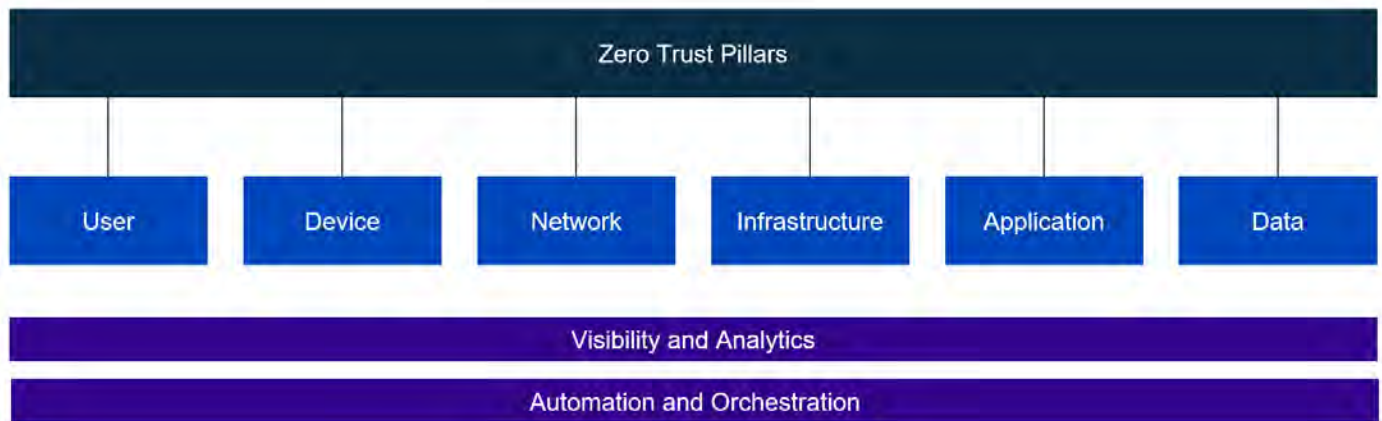 Zero Trust Pillars
User
Device
Network
Infrastructure
Application
Data
Visibility and Analytics
Automation and Orchestration